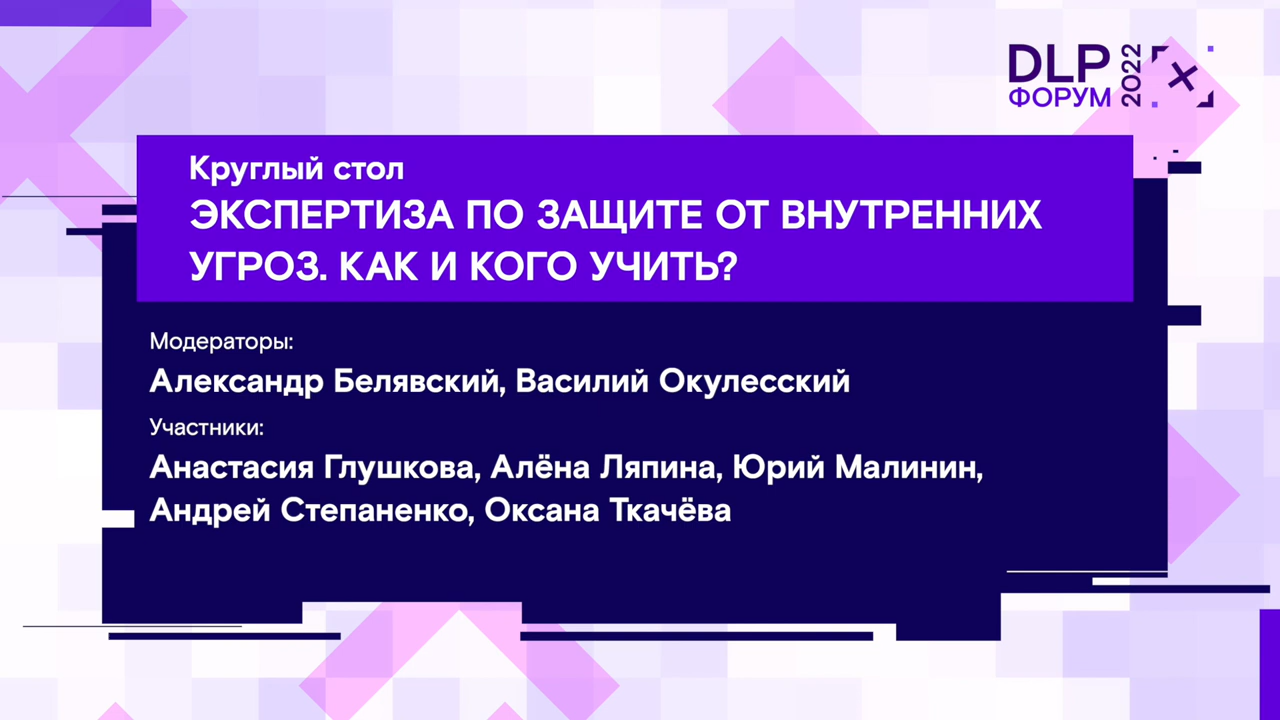 DLP
ФОРУМ
2022
Круглый стол
ЭКСПЕРТИЗА ПО ЗАЩИТЕ ОТ ВНУТРЕННИХ
УГРОЗ. КАК И КОГО УЧИТЬ?
Модераторы:
Александр Белявский, Василий Окулесский
Участники:
Анастасия Глушкова, Алёна Ляпина, Юрий Малинин,
Андрей Степаненко, Оксана Ткачёва